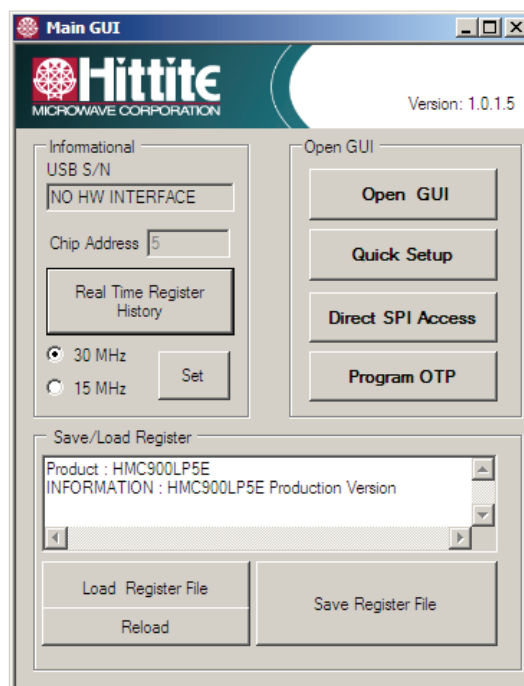 Main GUI
Hittite
MICROWAVE CORPORATION
Version: 1.0.1.5
Informational
USB S/N
NO HW INTERFACE
Chip Address 5
Real Time Register
History
30 MHz
15 MHz
Set
Open GUI
Open GUI
Quick Setup
Direct SPI Access
Program OTP
Save/Load Register
Product : HMC900LP5E
INFORMATION : HMC900LP5E Production Version
Load Register File
Reload
Save Register File